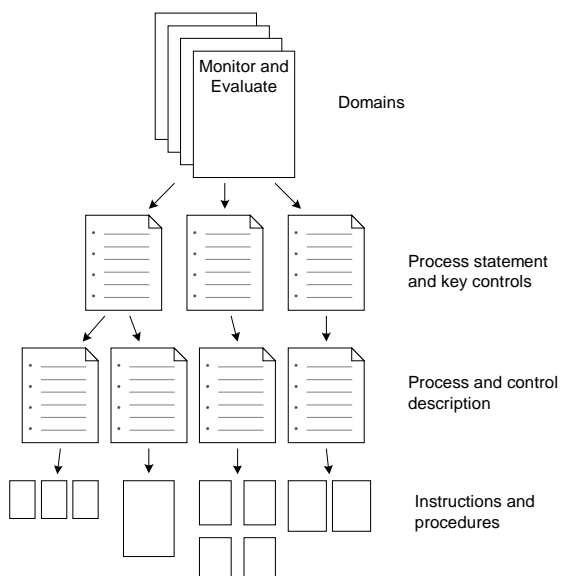 Monitor and
Evaluate
Domains
Process statement
and key controls
Process and control
description
Instructions and
procedures